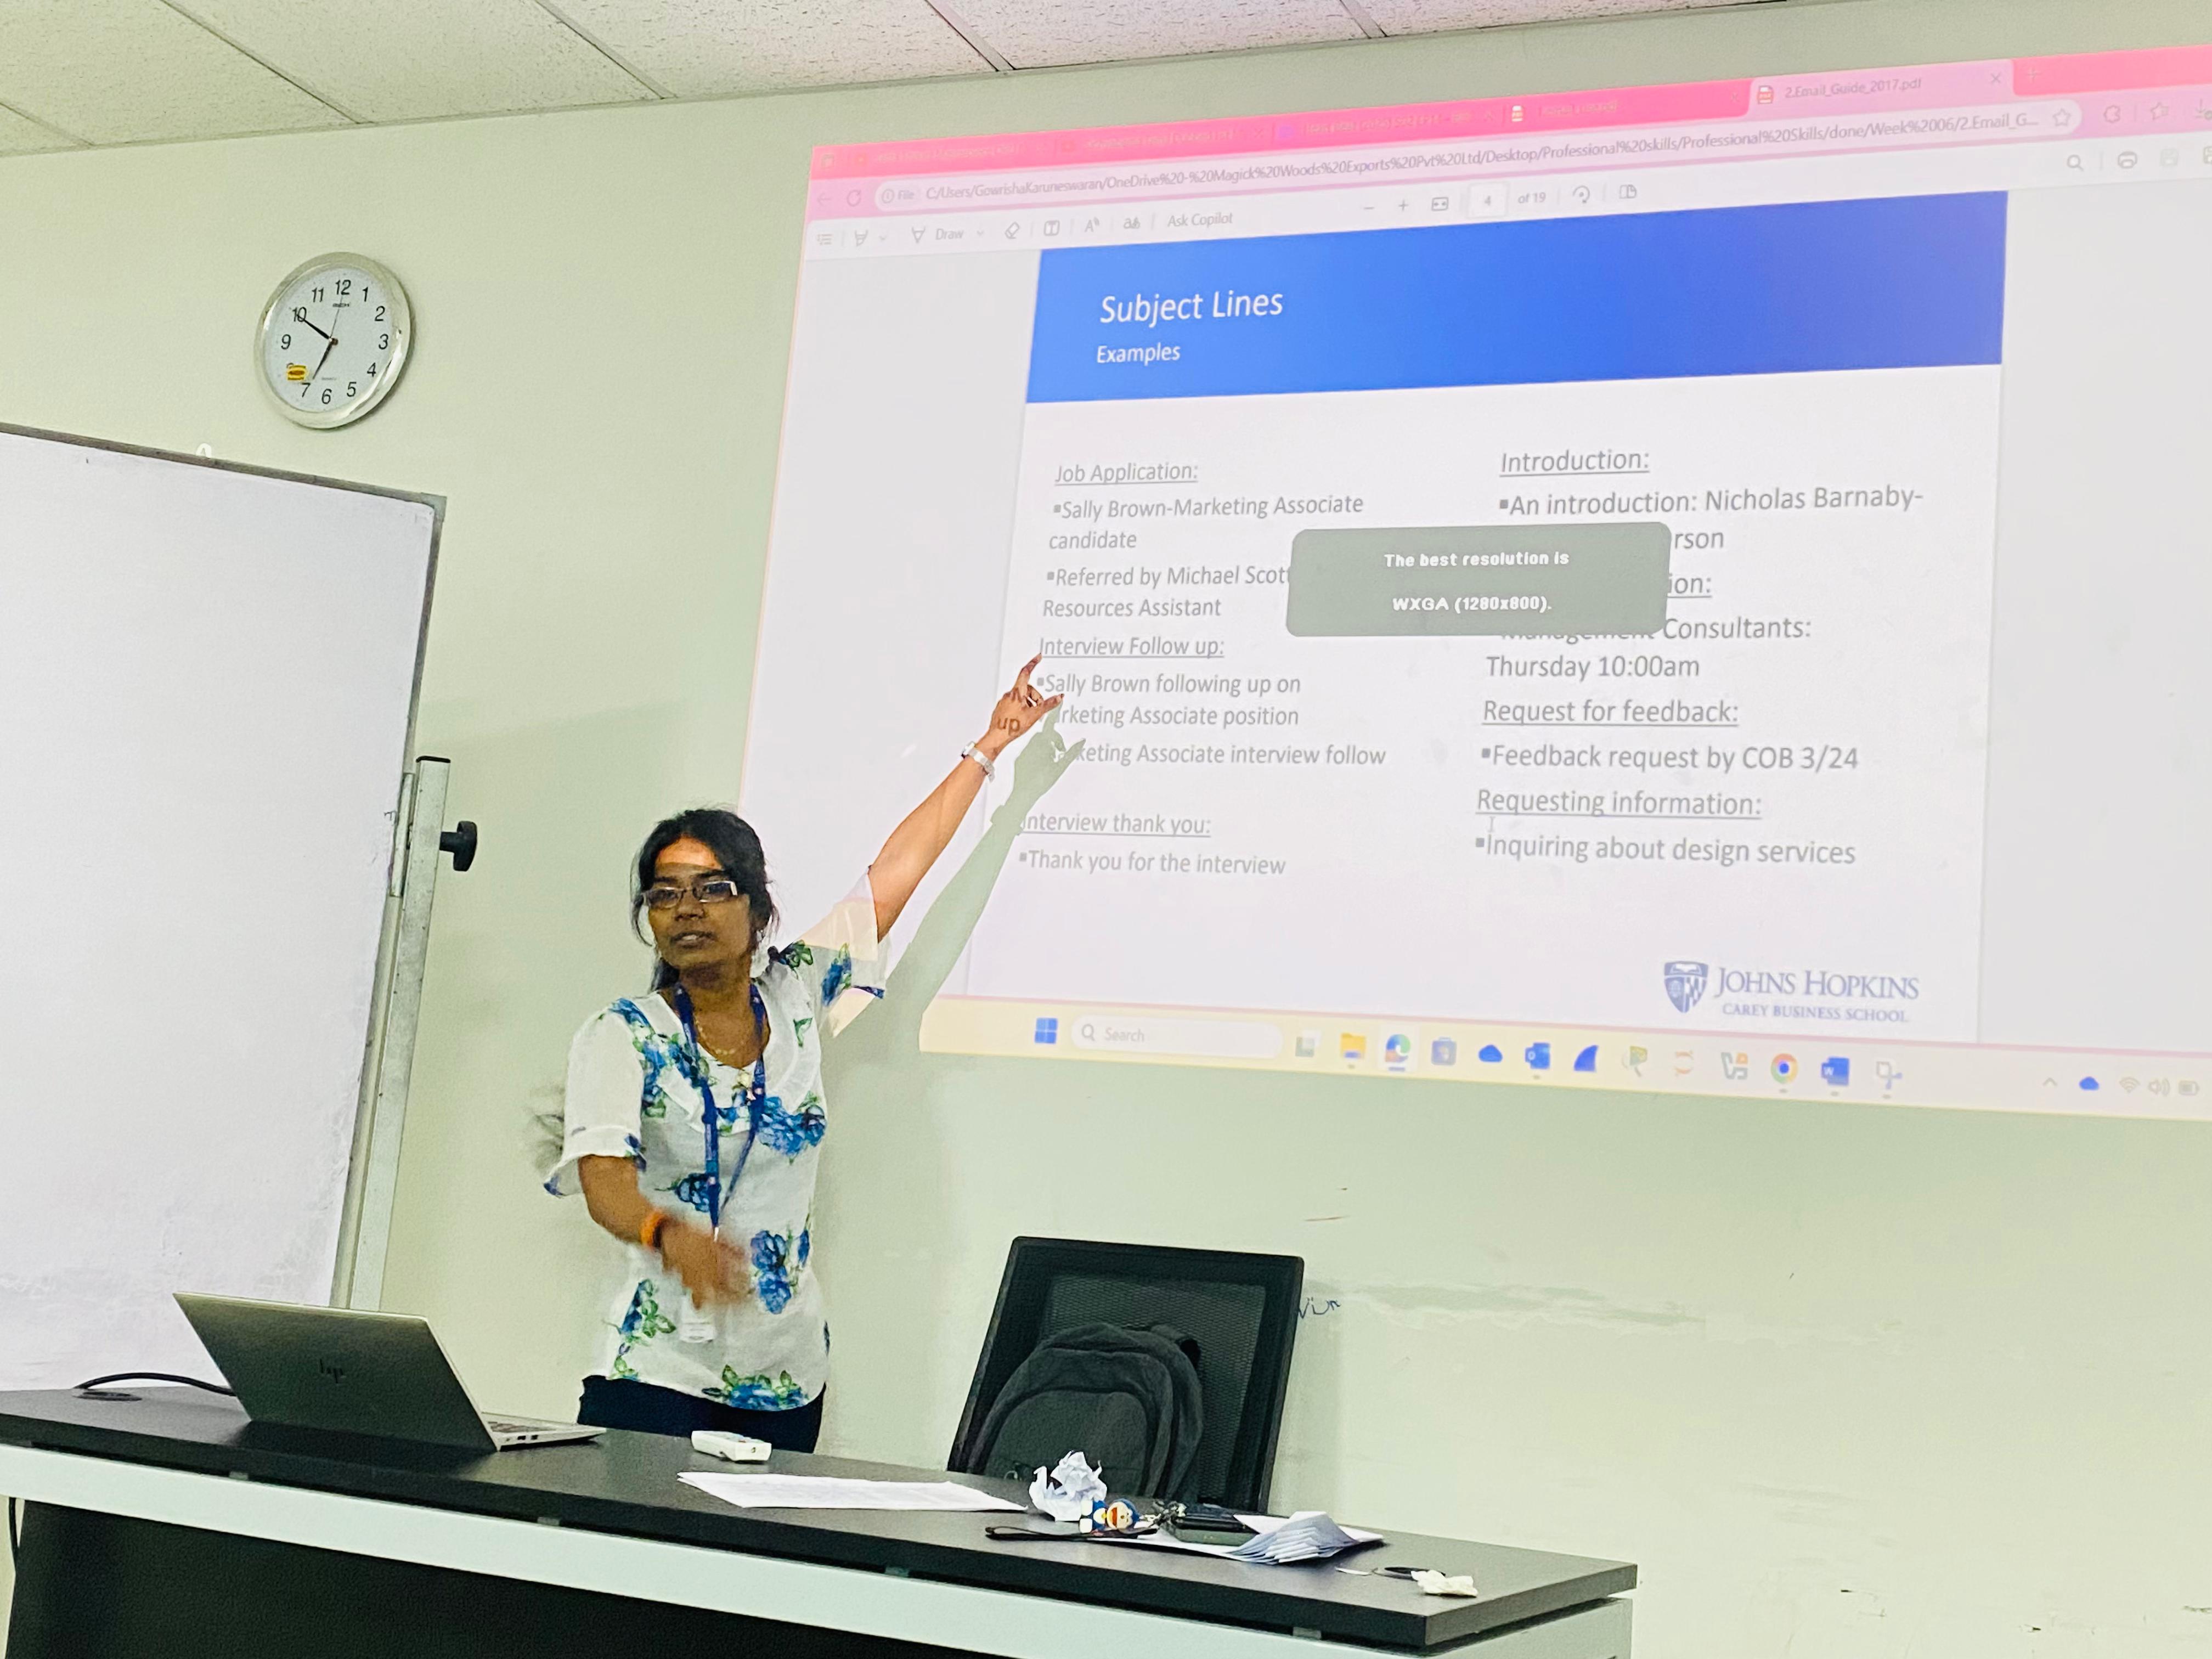 2.Email_Guide_2017.pdf
File C:/Users/GowrishaKaruneswaran/OneDrive%20-%20Magick%20Woods%20Exports%20Pvt%20Ltd/Desktop/Professional%20skills/Professional%20Skills/done/Week%2006/2.Email_G...
Draw
Ask Copilot
4 of 19
Subject Lines
Examples
Job Application:
▪Sally Brown-Marketing Associate
candidate
▪Referred by Michael Scott
Resources Assistant
Interview Follow up:
▪Sally Brown following up on
rketing Associate position
keting Associate interview follow
up
Interview thank you:
▪Thank you for the interview
Introduction:
▪An introduction: Nicholas Barnaby-
rson
ion:
Management Consultants:
Thursday 10:00am
Request for feedback:
▪Feedback request by COB 3/24
Requesting information:
▪Inquiring about design services
The best resolution is
WXGA (1280x800).
JOHNS HOPKINS
CAREY BUSINESS SCHOOL
Search
12
1
2
3
4
5
6
7
9
10
11
hp